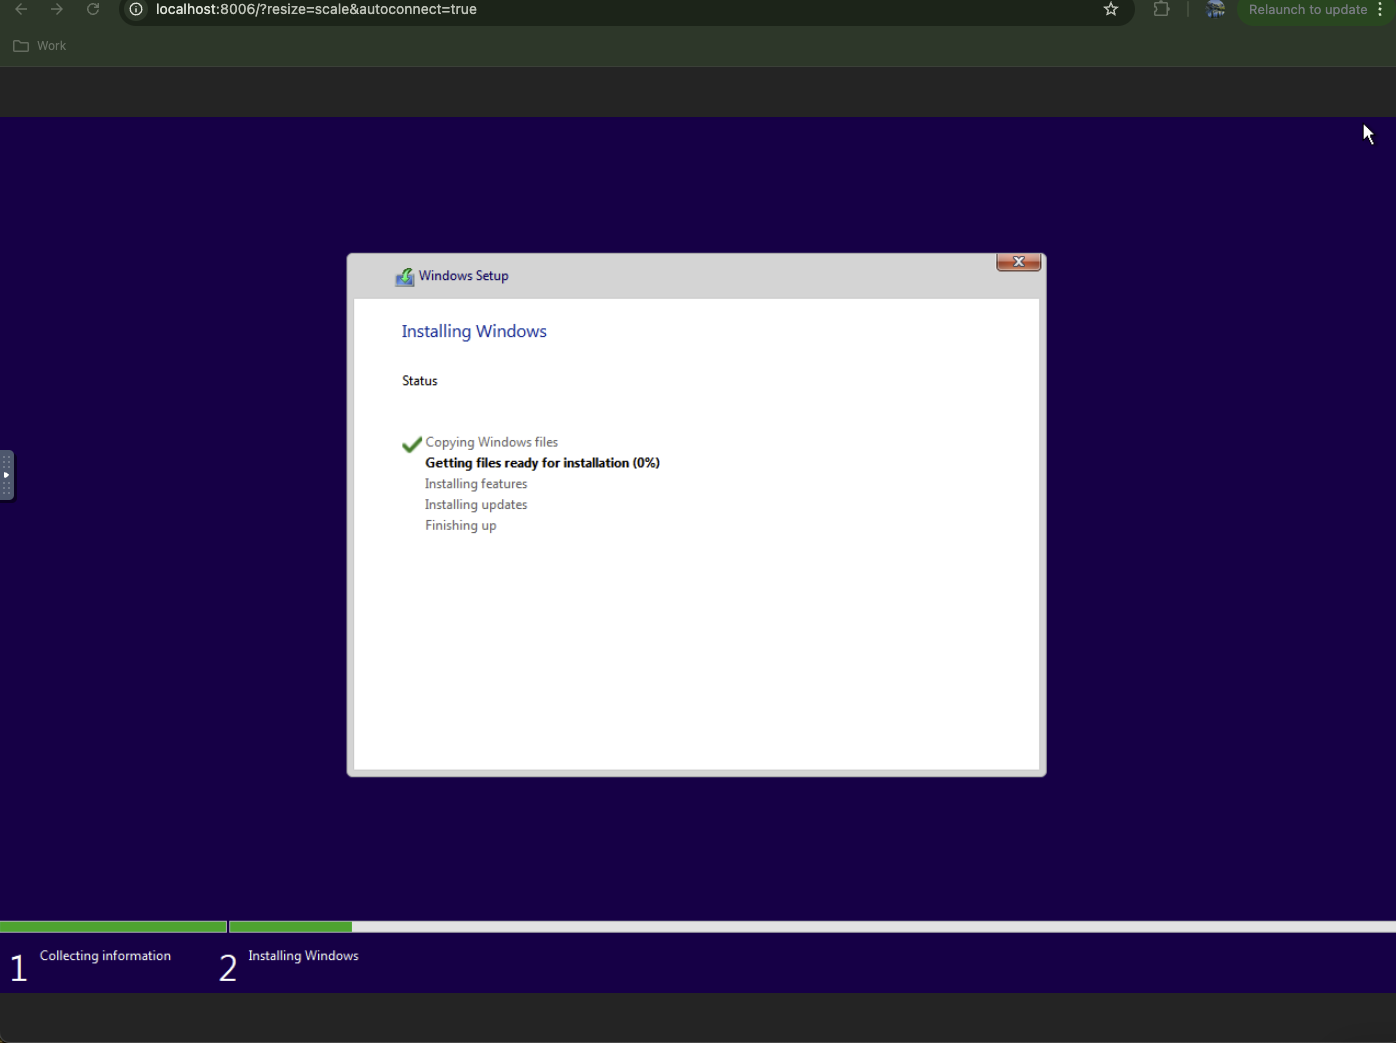 localhost:8006/?resize=scale&autoconnect=true
Relaunch to update
Work
Windows Setup
Installing Windows
Status
Copying Windows files
Getting files ready for installation (0%)
Installing features
Installing updates
Finishing up
1 Collecting information
2 Installing Windows